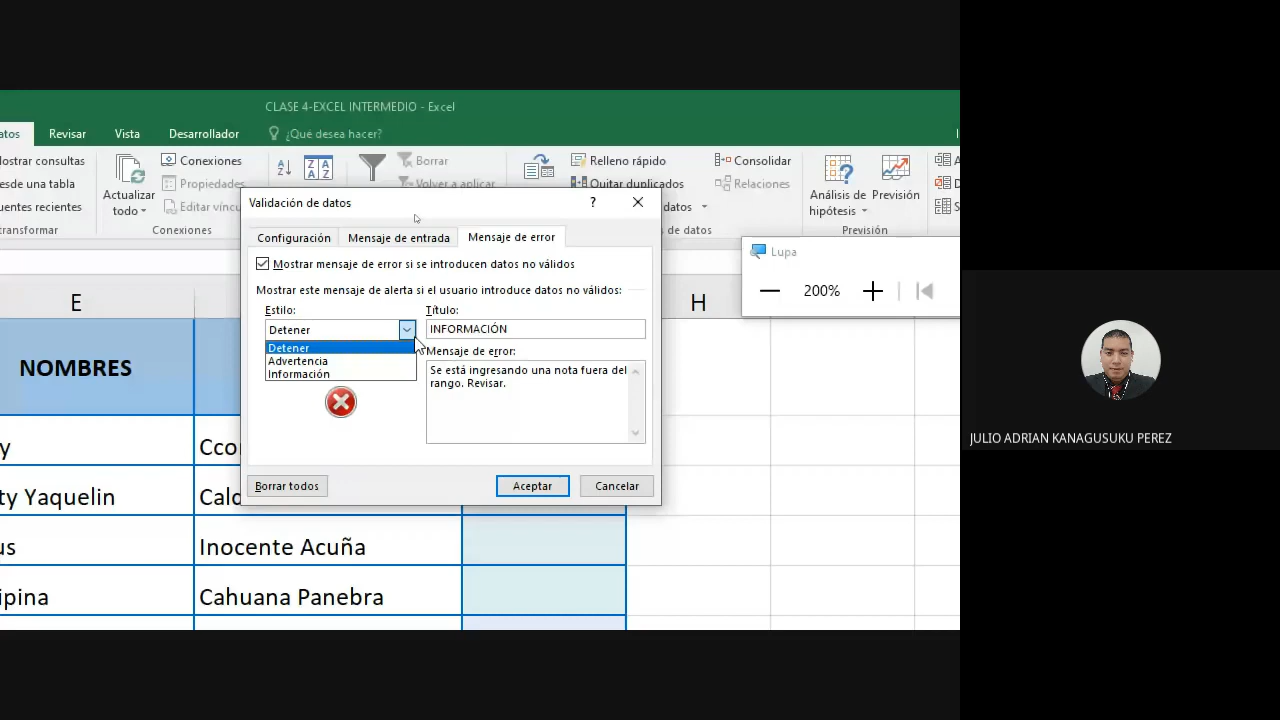 CLASE 4-EXCEL INTERMEDIO - Excel
atos Revisar Vista Desarrollador ¿Qué desea hacer?
ostrar consultas
esde una tabla
uentes recientes
transformar
Actualizar
todo
Conexiones
Propiedades
Editar víncu
Conexiones
Borrar
Volver a aplicar
Relleno rápido
Quitar duplicados
datos
s de datos
Consolidar
Relaciones
Análisis de
hipótesis
Previsión
Previsión
Validación de datos
?
Configuración Mensaje de entrada Mensaje de error
Mostrar mensaje de error si se introducen datos no válidos
Mostrar este mensaje de alerta si el usuario introduce datos no válidos:
Estilo:
Detener
Detener
Advertencia
Información
Título:
INFORMACIÓN
Mensaje de error:
Se está ingresando una nota fuera del
rango. Revisar.
Borrar todos Aceptar Cancelar
Lupa
200%
E H
NOMBRES
y Cco
ty Yaquelin Calo
us Inocente Acuña
ipina Cahuana Panebra
JULIO ADRIAN KANAGUSUKU PEREZ